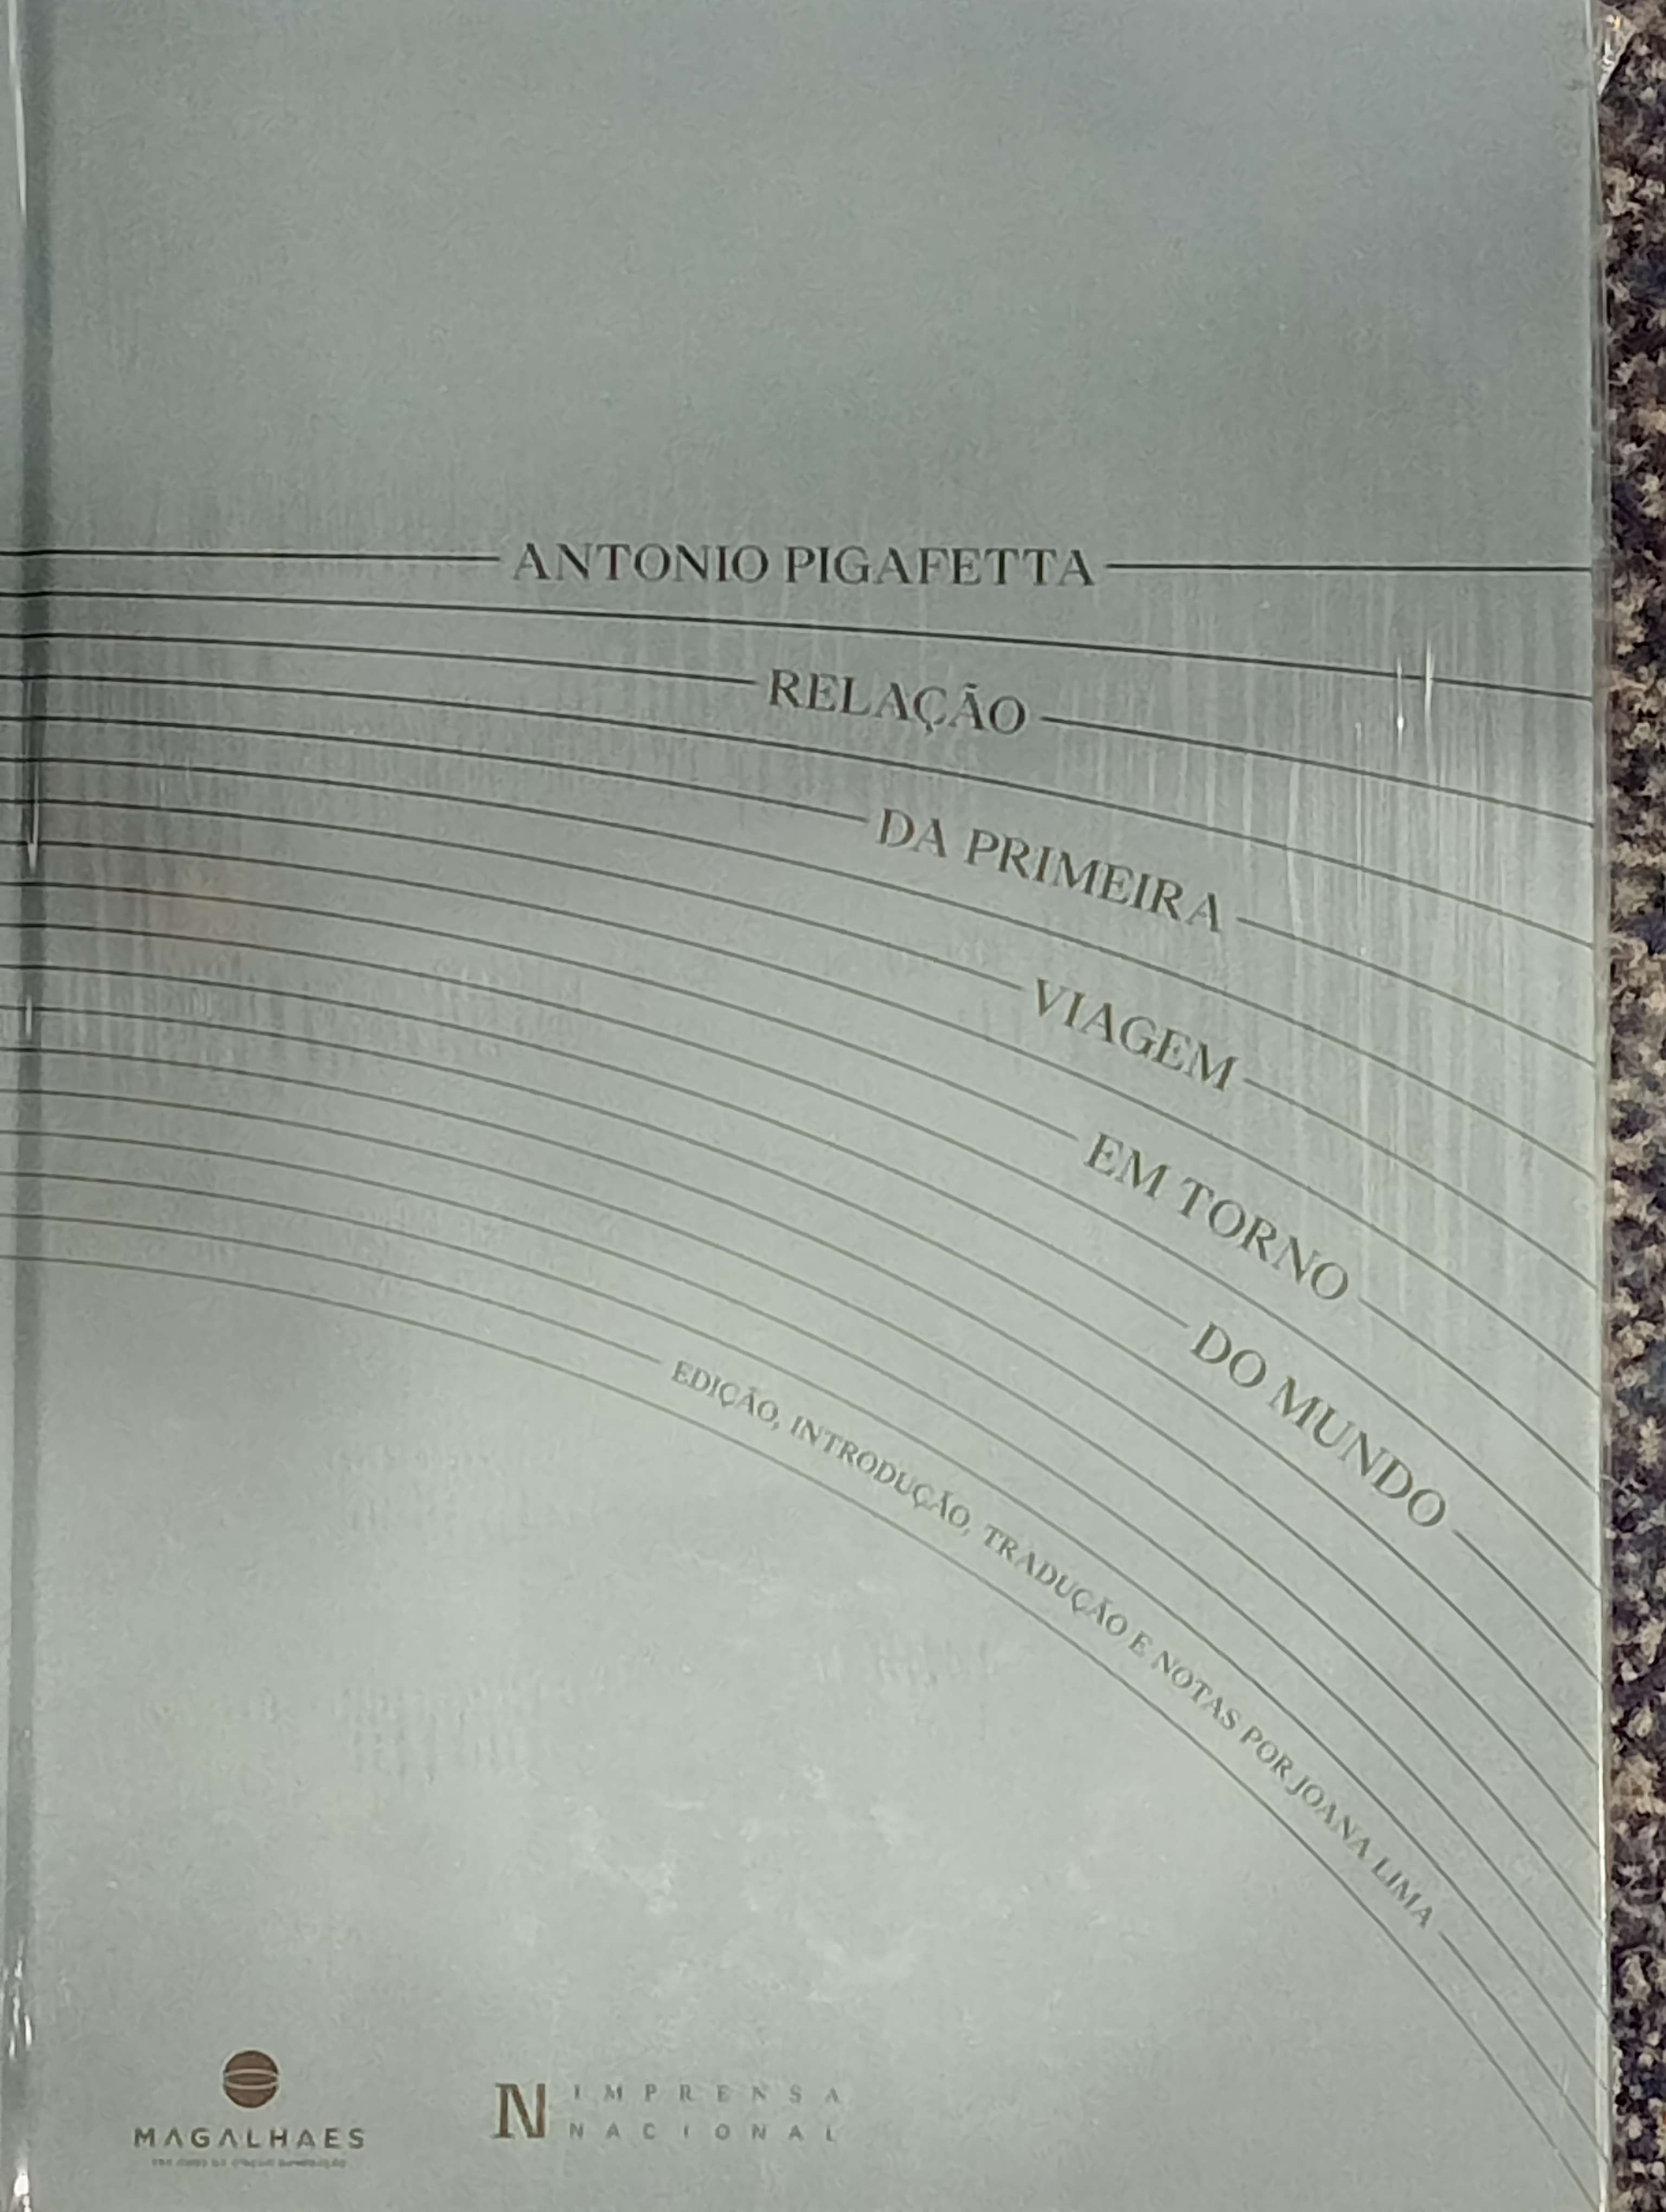 ANTONIO PIGAFETTA
RELAÇÃO
DA PRIMEIRA
VIAGEM
EM TORNO
DO MUNDO
EDIÇÃO, INTRODUÇÃO, TRADUÇÃO E NOTAS POR JOANA LIMA
MAGALHAES
IN IMPRENSA
NACIONAL